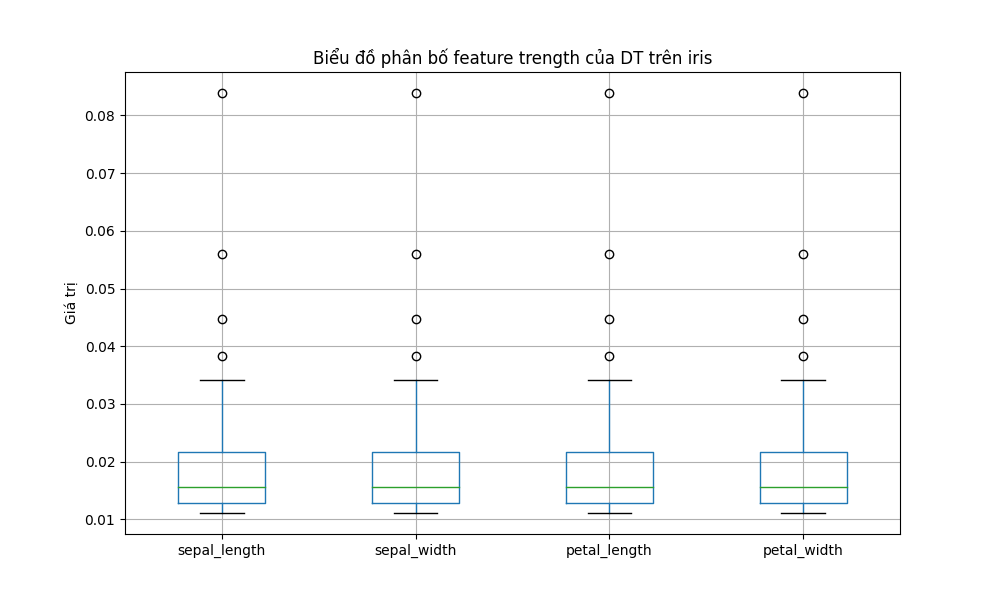 Biểu đồ phân bố feature trength của DT trên iris
Giá trị
0.08
0.07
0.06
0.05
0.04
0.03
0.02
0.01
sepal_length
sepal_width
petal_length
petal_width